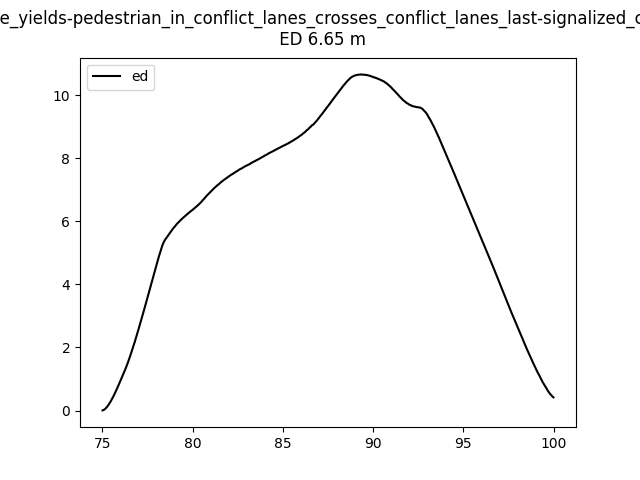 e_yields-pedestrian_in_conflict_lanes_crosses_conflict_lanes_last-signalized_c
ED 6.65 m
ed
10
8
6
4
2
0
75 80 85 90 95 100